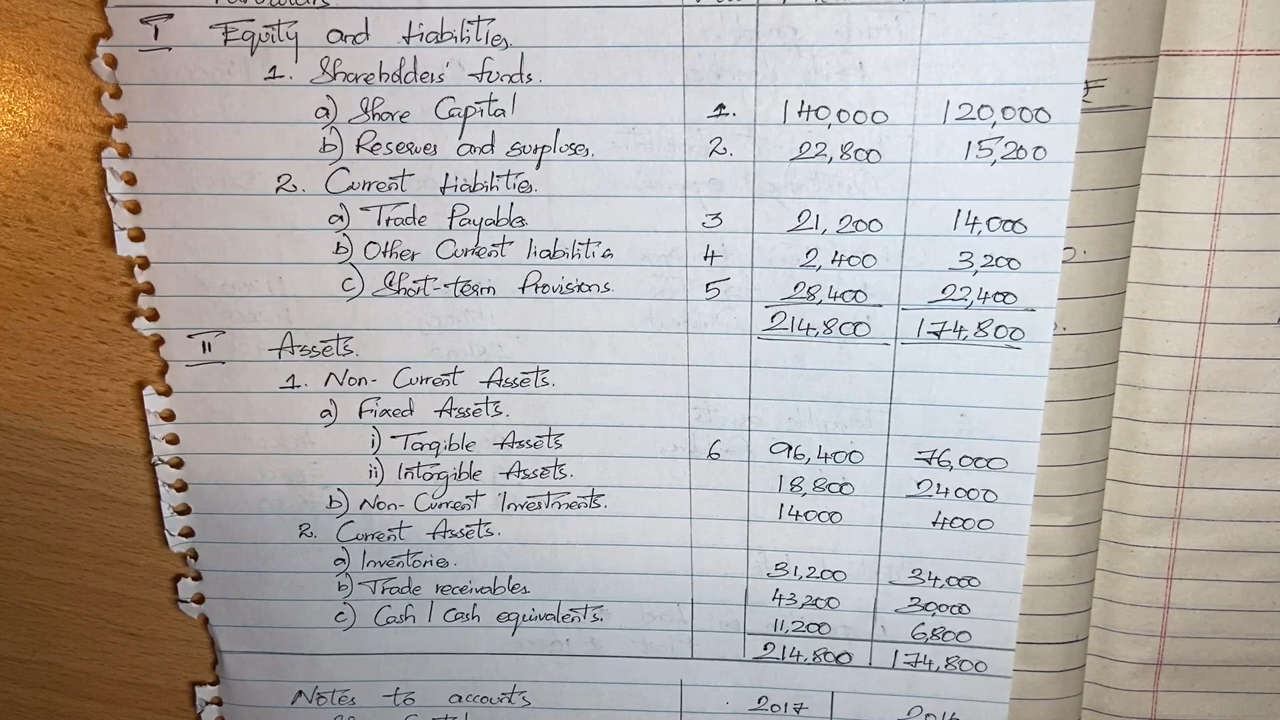 I Equity and Liabilities.
1. Shareholders' funds.
a) Share Capital 1. 140,000 120,000
b) Reserves and surpluses. 2. 22,800 15,200
2. Current Liabilities.
a) Trade Payables 3 21,200 14,000
b) Other Current liabilities 4 2,400 3,200
c) Short-term Provisions. 5 28,400 22,400
214,800 174,800
II Assets.
1. Non-Current Assets.
a) Fixed Assets.
i) Tangible Assets 6 96,400 76,000
ii) Intangible Assets. 18,800 24000
b) Non-Current Investments. 14000 4000
2. Current Assets.
a) Inventories. 31,200 34,000
b) Trade receivables 43,200 30,000
c) Cash / Cash equivalents. 11,200 6,800
214,800 174,800
Notes to accounts 2017